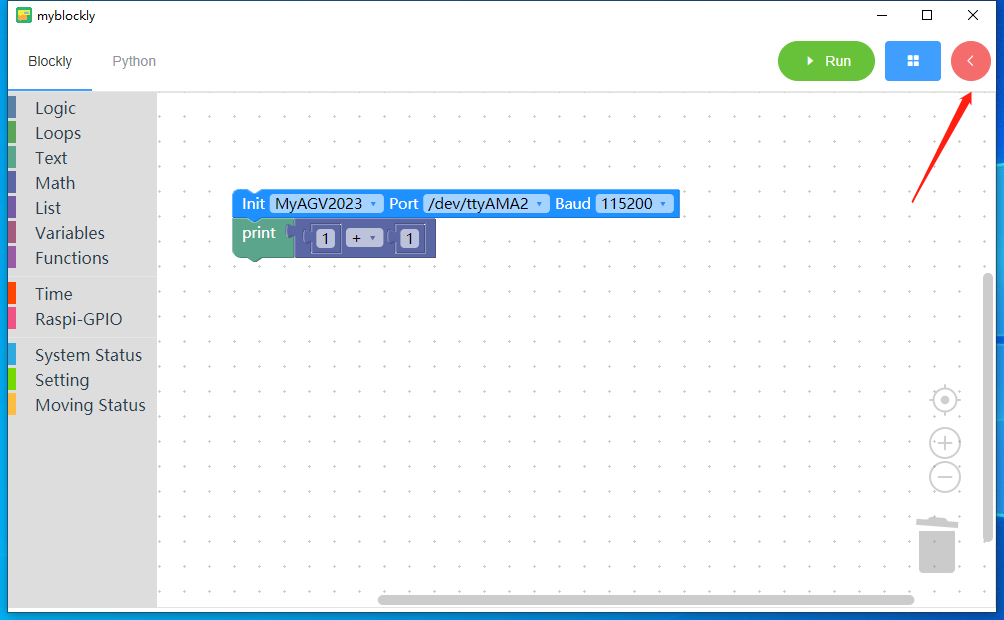 myblockly
Blockly Python Run
Logic
Loops
Text
Math
List
Variables
Functions
Time
Raspi-GPIO
System Status
Setting
Moving Status
Init MyAGV2023 Port /dev/ttyAMA2 Baud 115200
print 1 + 1